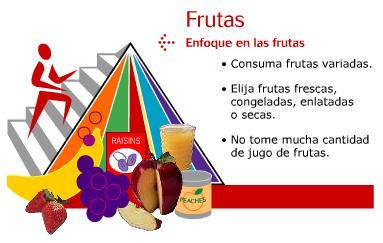 Frutas
Enfoque en las frutas
• Consuma frutas variadas.
• Elija frutas frescas,
congeladas, enlatadas
o secas.
• No tome mucha cantidad
de jugo de frutas.
RAISINS
PEACHES